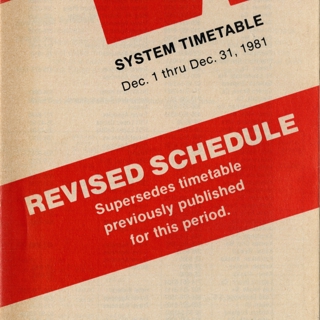 SYSTEM TIMETABLE
Dec. 1 thru Dec. 31, 1981
REVISED SCHEDULE
Supersedes timetable
previously published
for this period.